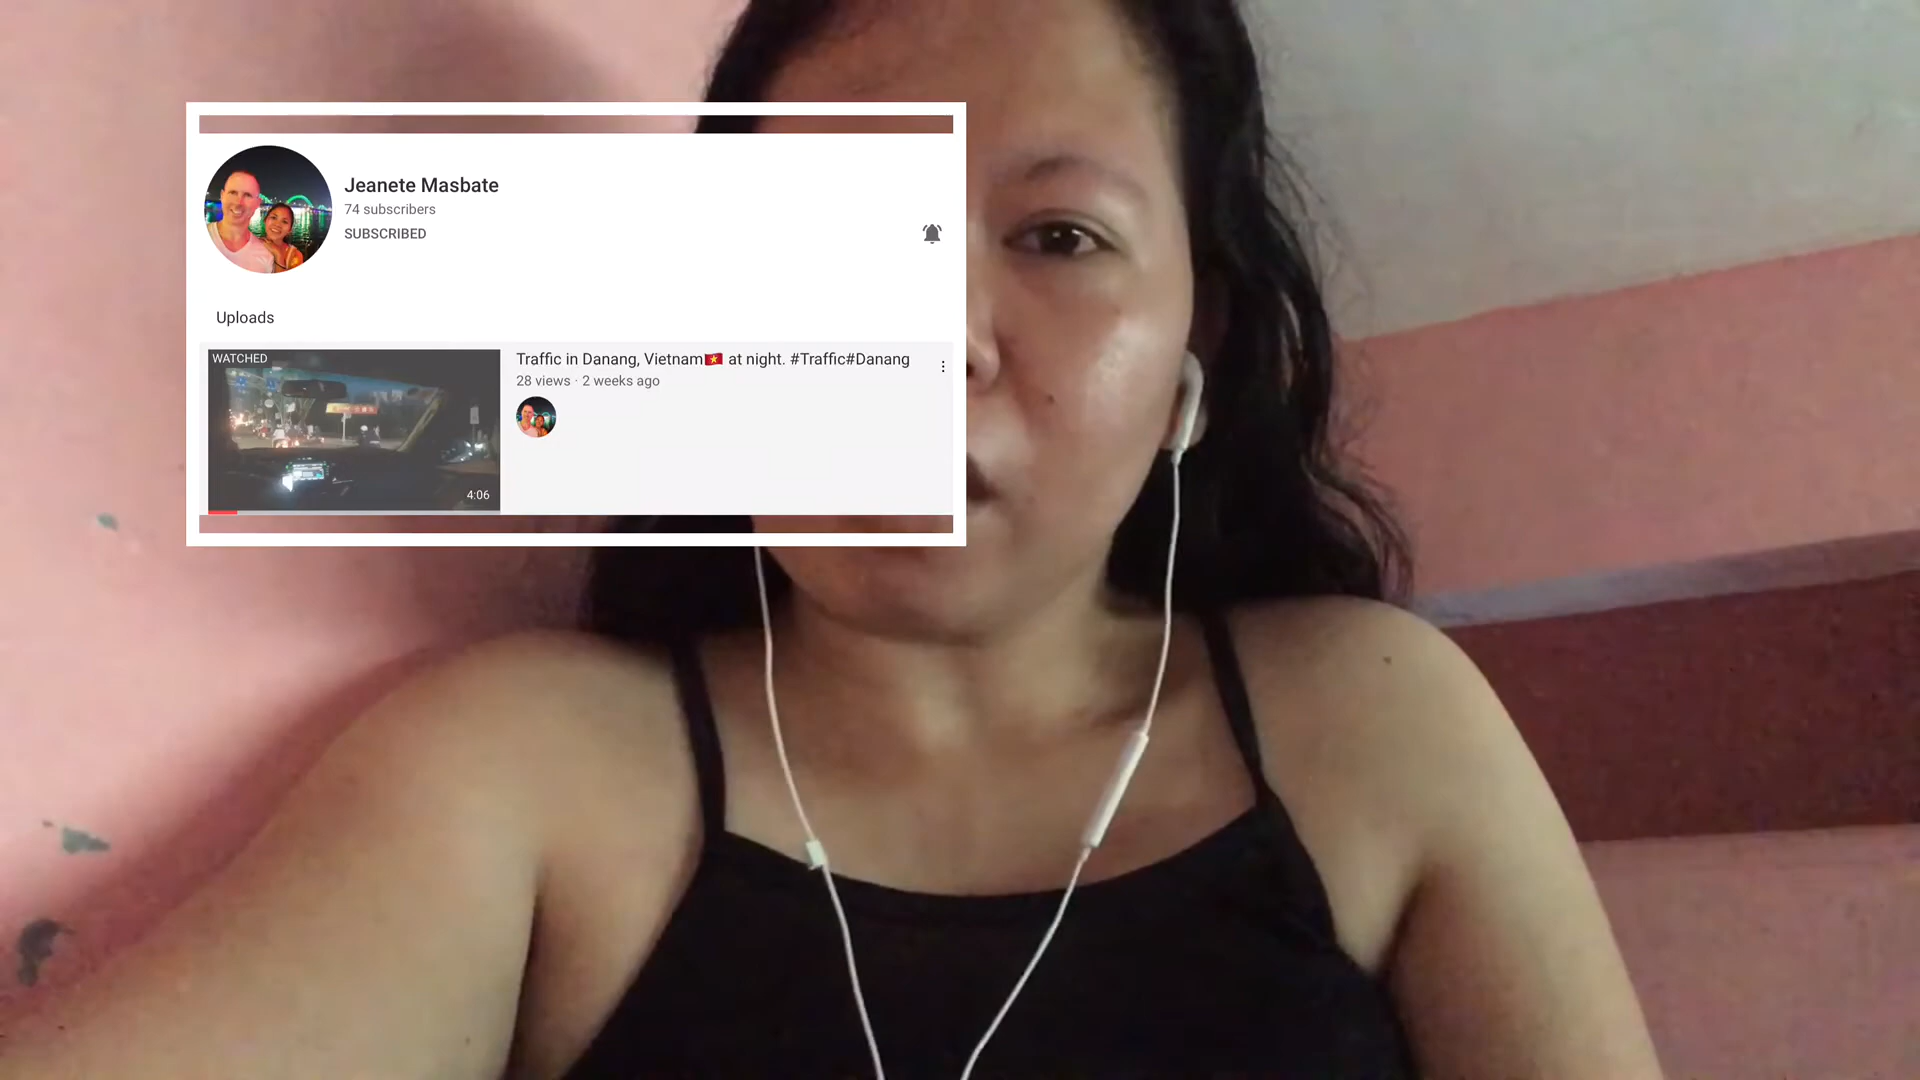 Jeanete Masbate
74 subscribers
SUBSCRIBED
Uploads
WATCHED
4:06
Traffic in Danang, Vietnam🇻🇳 at night. #Traffic#Danang
28 views · 2 weeks ago